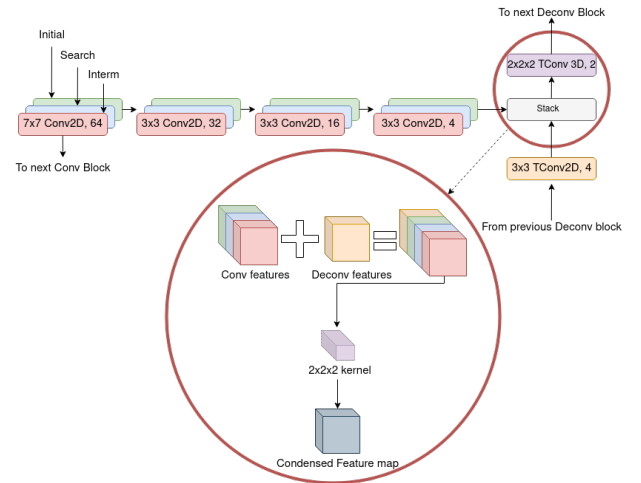 To next Deconv Block
Initial
Search
Interm
2x2x2 TConv 3D, 2
Stack
7x7 Conv2D, 64
3x3 Conv2D, 32
3x3 Conv2D, 16
3x3 Conv2D, 4
To next Conv Block
3x3 TConv2D, 4
From previous Deconv block
Conv features
Deconv features
2x2x2 kernel
Condensed Feature map